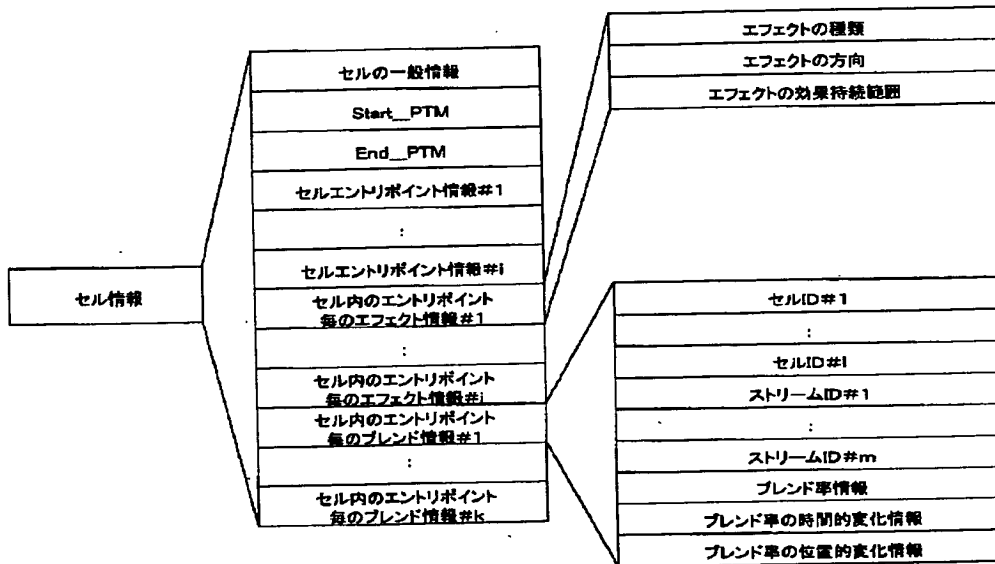 セル情報
セルの一般情報
Start__PTM
End__PTM
セルエントリポイント情報#1
:
セルエントリポイント情報#i
セル内のエントリポイント
毎のエフェクト情報#1
:
セル内のエントリポイント
毎のエフェクト情報#j
セル内のエントリポイント
毎のブレンド情報#1
:
セル内のエントリポイント
毎のブレンド情報#k
エフェクトの種類
エフェクトの方向
エフェクトの効果持続範囲
セルID#1
:
セルID#l
ストリームID#1
:
ストリームID#m
ブレンド率情報
ブレンド率の時間的変化情報
ブレンド率の位置的変化情報